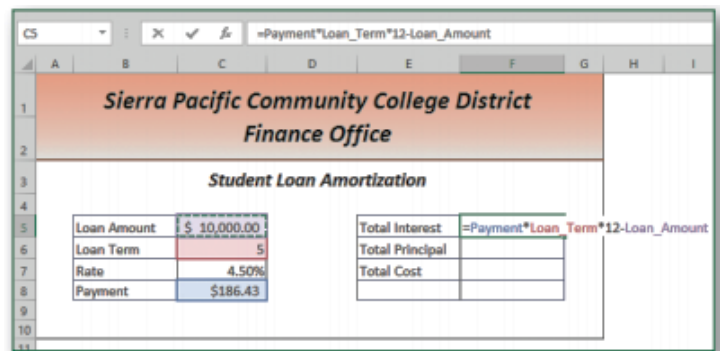 C5 fx =Payment*Loan_Term*12-Loan_Amount
A B C D E F G H I
1 Sierra Pacific Community College District
2 Finance Office
3 Student Loan Amortization
4
5 Loan Amount $ 10,000.00 Total Interest =Payment*Loan_Term*12-Loan_Amount
6 Loan Term 5 Total Principal
7 Rate 4.50% Total Cost
8 Payment $186.43
9
10
11